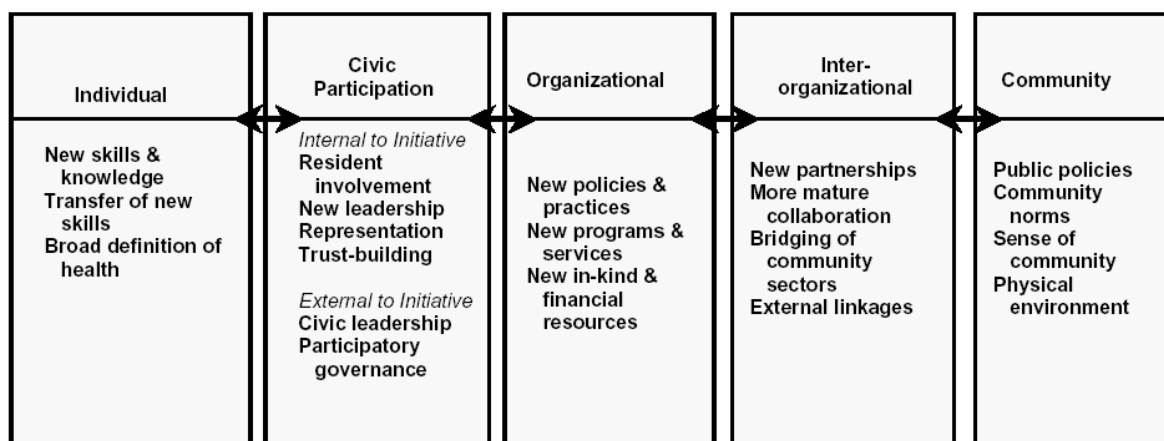 Individual
New skills &
knowledge
Transfer of new
skills
Broad definition of
health
Civic
Participation
Internal to Initiative
Resident
involvement
New leadership
Representation
Trust-building
External to Initiative
Civic leadership
Participatory
governance
Organizational
New policies &
practices
New programs &
services
New in-kind &
financial
resources
Inter-
organizational
New partnerships
More mature
collaboration
Bridging of
community
sectors
External linkages
Community
Public policies
Community
norms
Sense of
community
Physical
environment